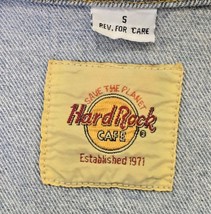 S
REV. FOR CARE
SAVE THE PLANET
Hard Rock
CAFE
®
Established 1971